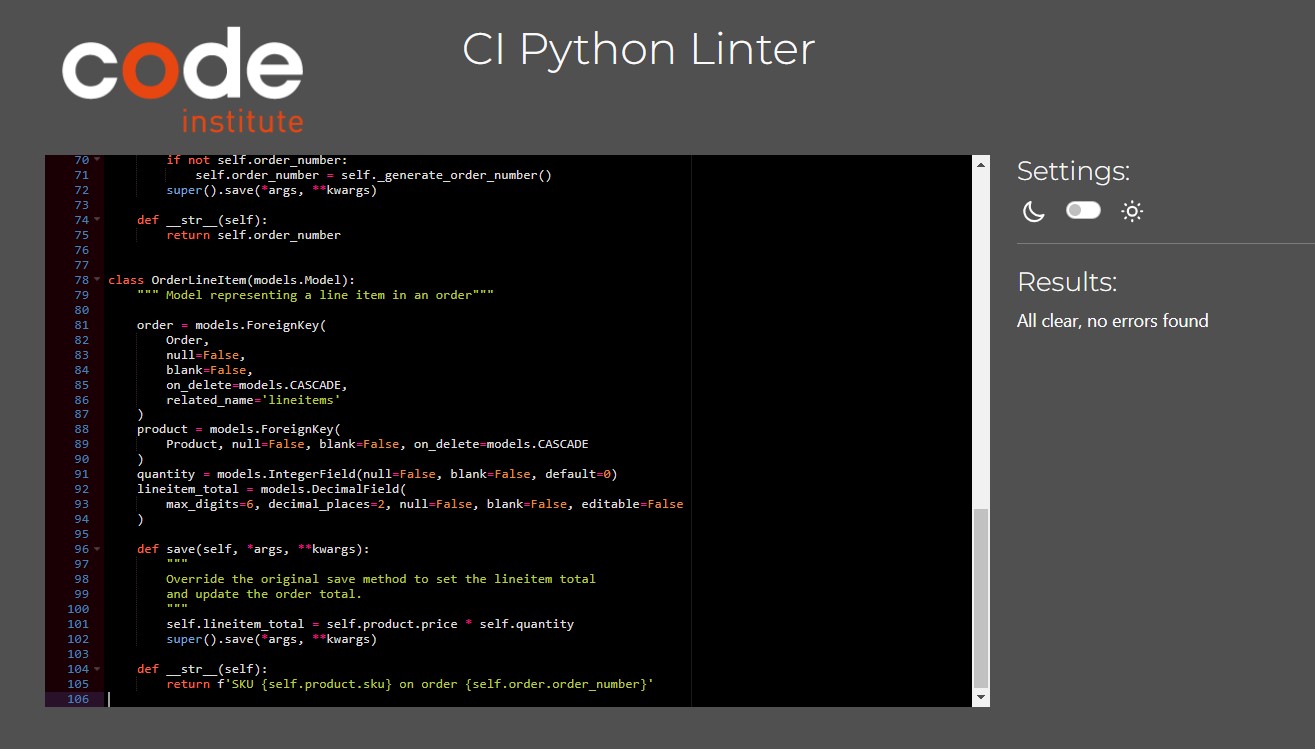 code
institute
CI Python Linter
70         if not self.order_number:
71             self.order_number = self._generate_order_number()
72         super().save(*args, **kwargs)
73
74     def __str__(self):
75         return self.order_number
76
77
78 class OrderLineItem(models.Model):
79     """ Model representing a line item in an order"""
80
81     order = models.ForeignKey(
82         Order,
83         null=False,
84         blank=False,
85         on_delete=models.CASCADE,
86         related_name='lineitems'
87     )
88     product = models.ForeignKey(
89         Product, null=False, blank=False, on_delete=models.CASCADE
90     )
91     quantity = models.IntegerField(null=False, blank=False, default=0)
92     lineitem_total = models.DecimalField(
93         max_digits=6, decimal_places=2, null=False, blank=False, editable=False
94     )
95
96     def save(self, *args, **kwargs):
97         """
98         Override the original save method to set the lineitem total
99         and update the order total.
100         """
101         self.lineitem_total = self.product.price * self.quantity
102         super().save(*args, **kwargs)
103
104     def __str__(self):
105         return f'SKU {self.product.sku} on order {self.order.order_number}'
106
Settings:
Results:
All clear, no errors found